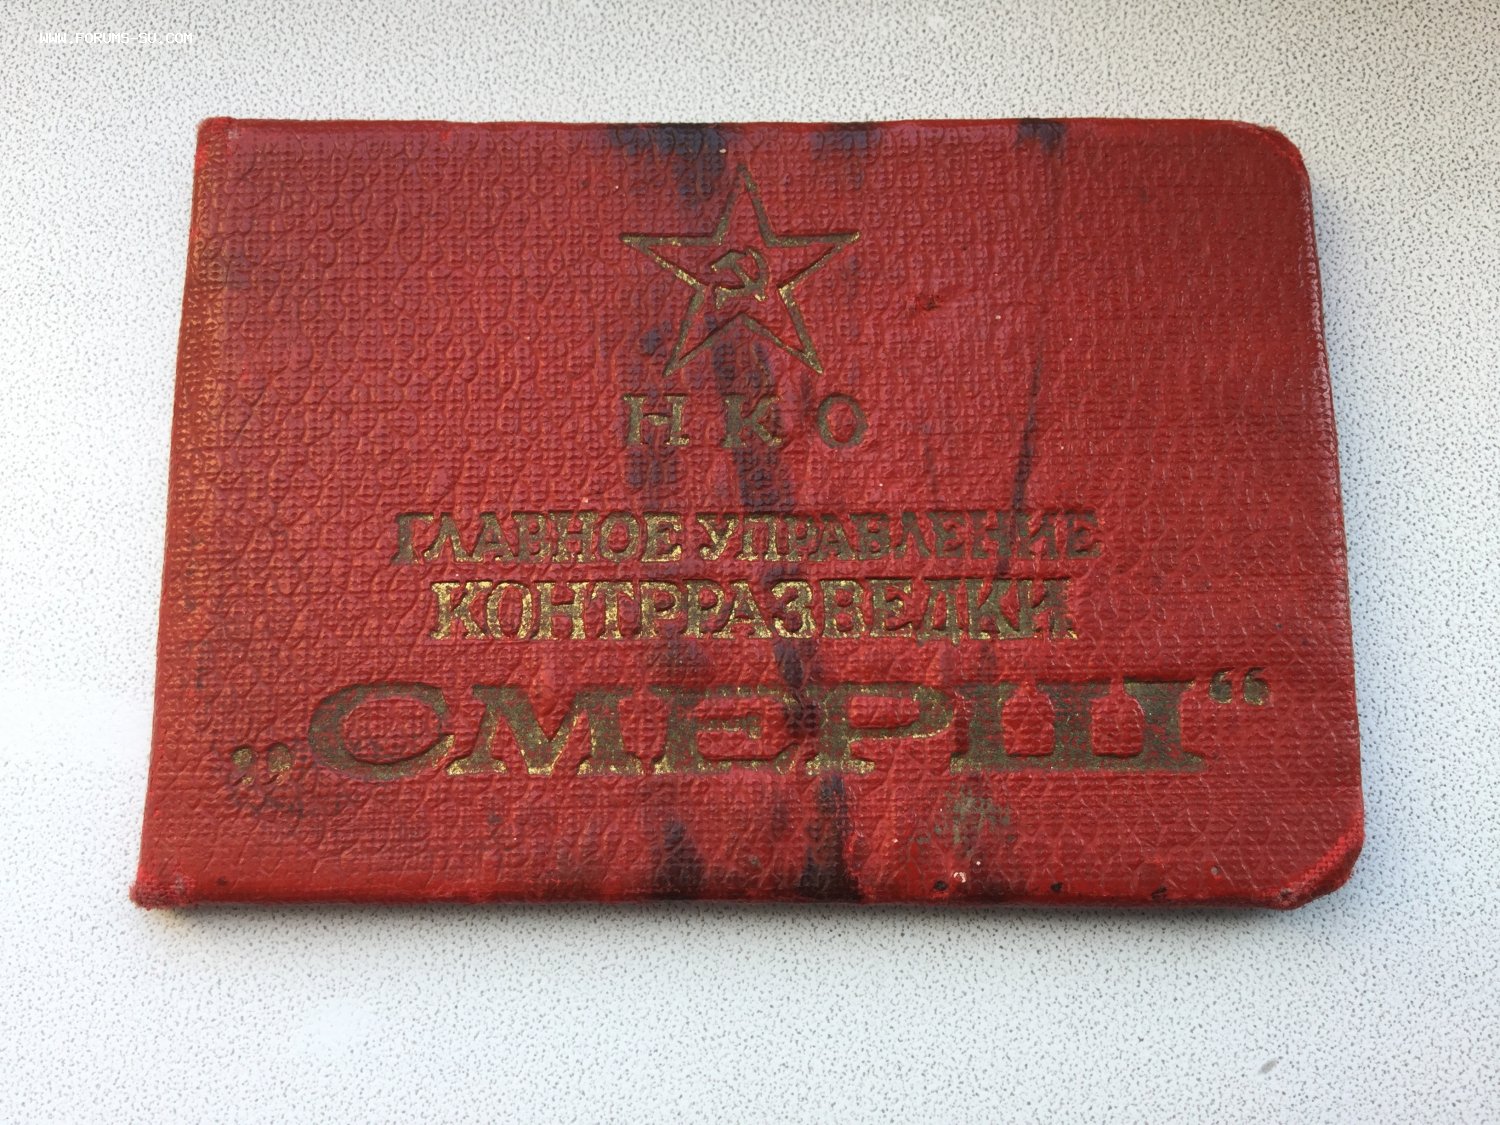 WWW.FORUMS-SU.COM
НКО
ГЛАВНОЕ УПРАВЛЕНИЕ
КОНТРРАЗВЕДКИ
„СМЕРШ“